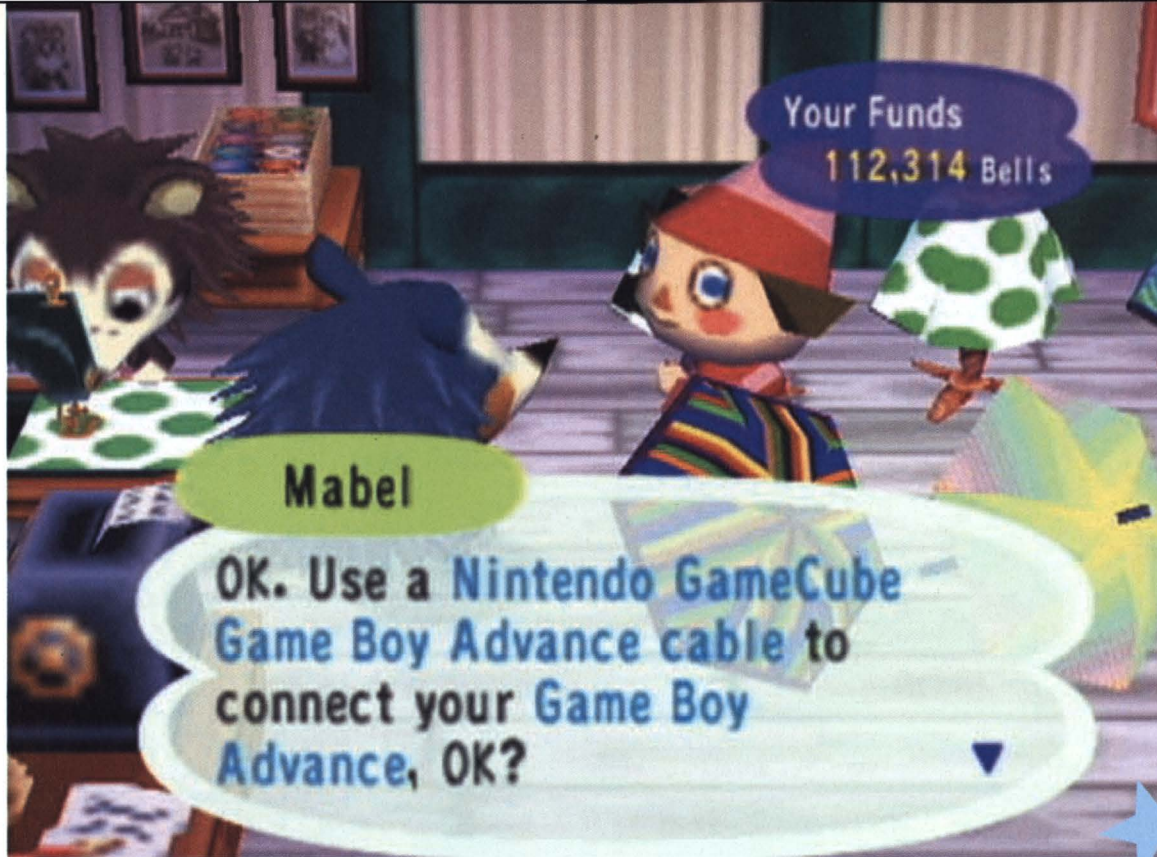 Your Funds
112,314 Bells
Mabel
OK. Use a Nintendo GameCube
Game Boy Advance cable to
connect your Game Boy
Advance, OK?